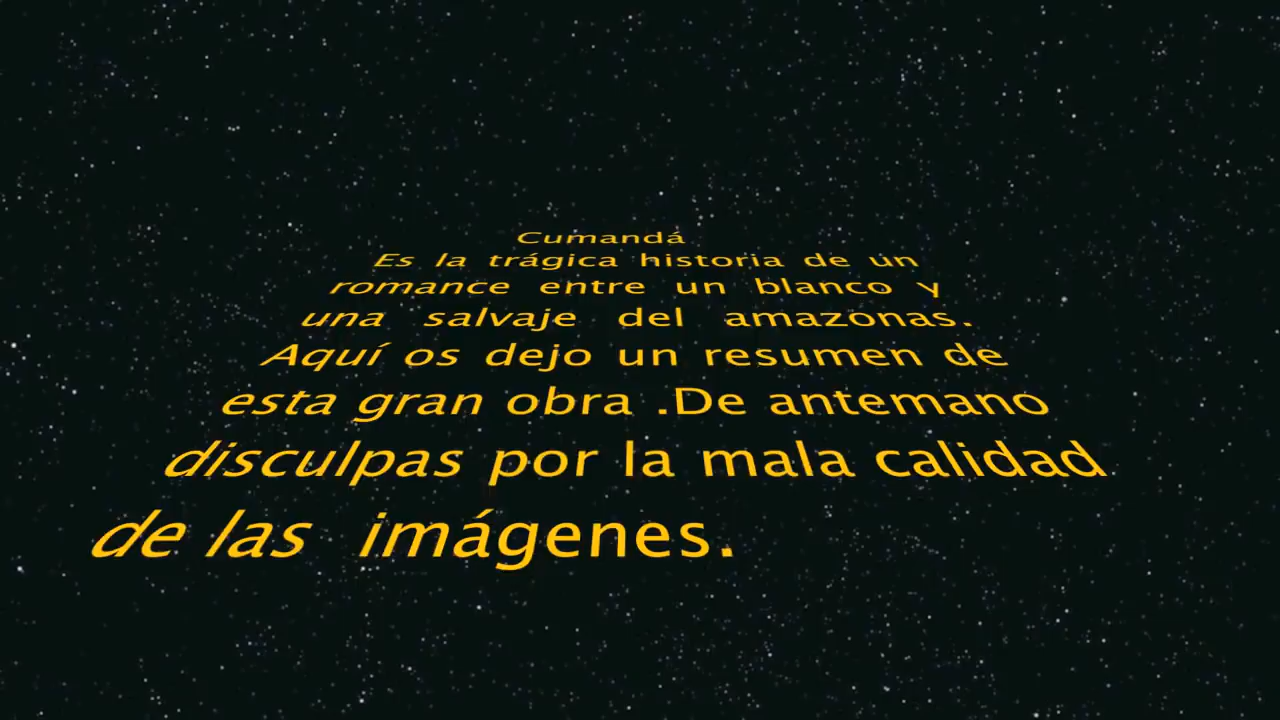 Cumandá
Es la trágica historia de un
romance entre un blanco y
una salvaje del amazonas.
Aquí os dejo un resumen de
esta gran obra .De antemano
disculpas por la mala calidad
de las imágenes.